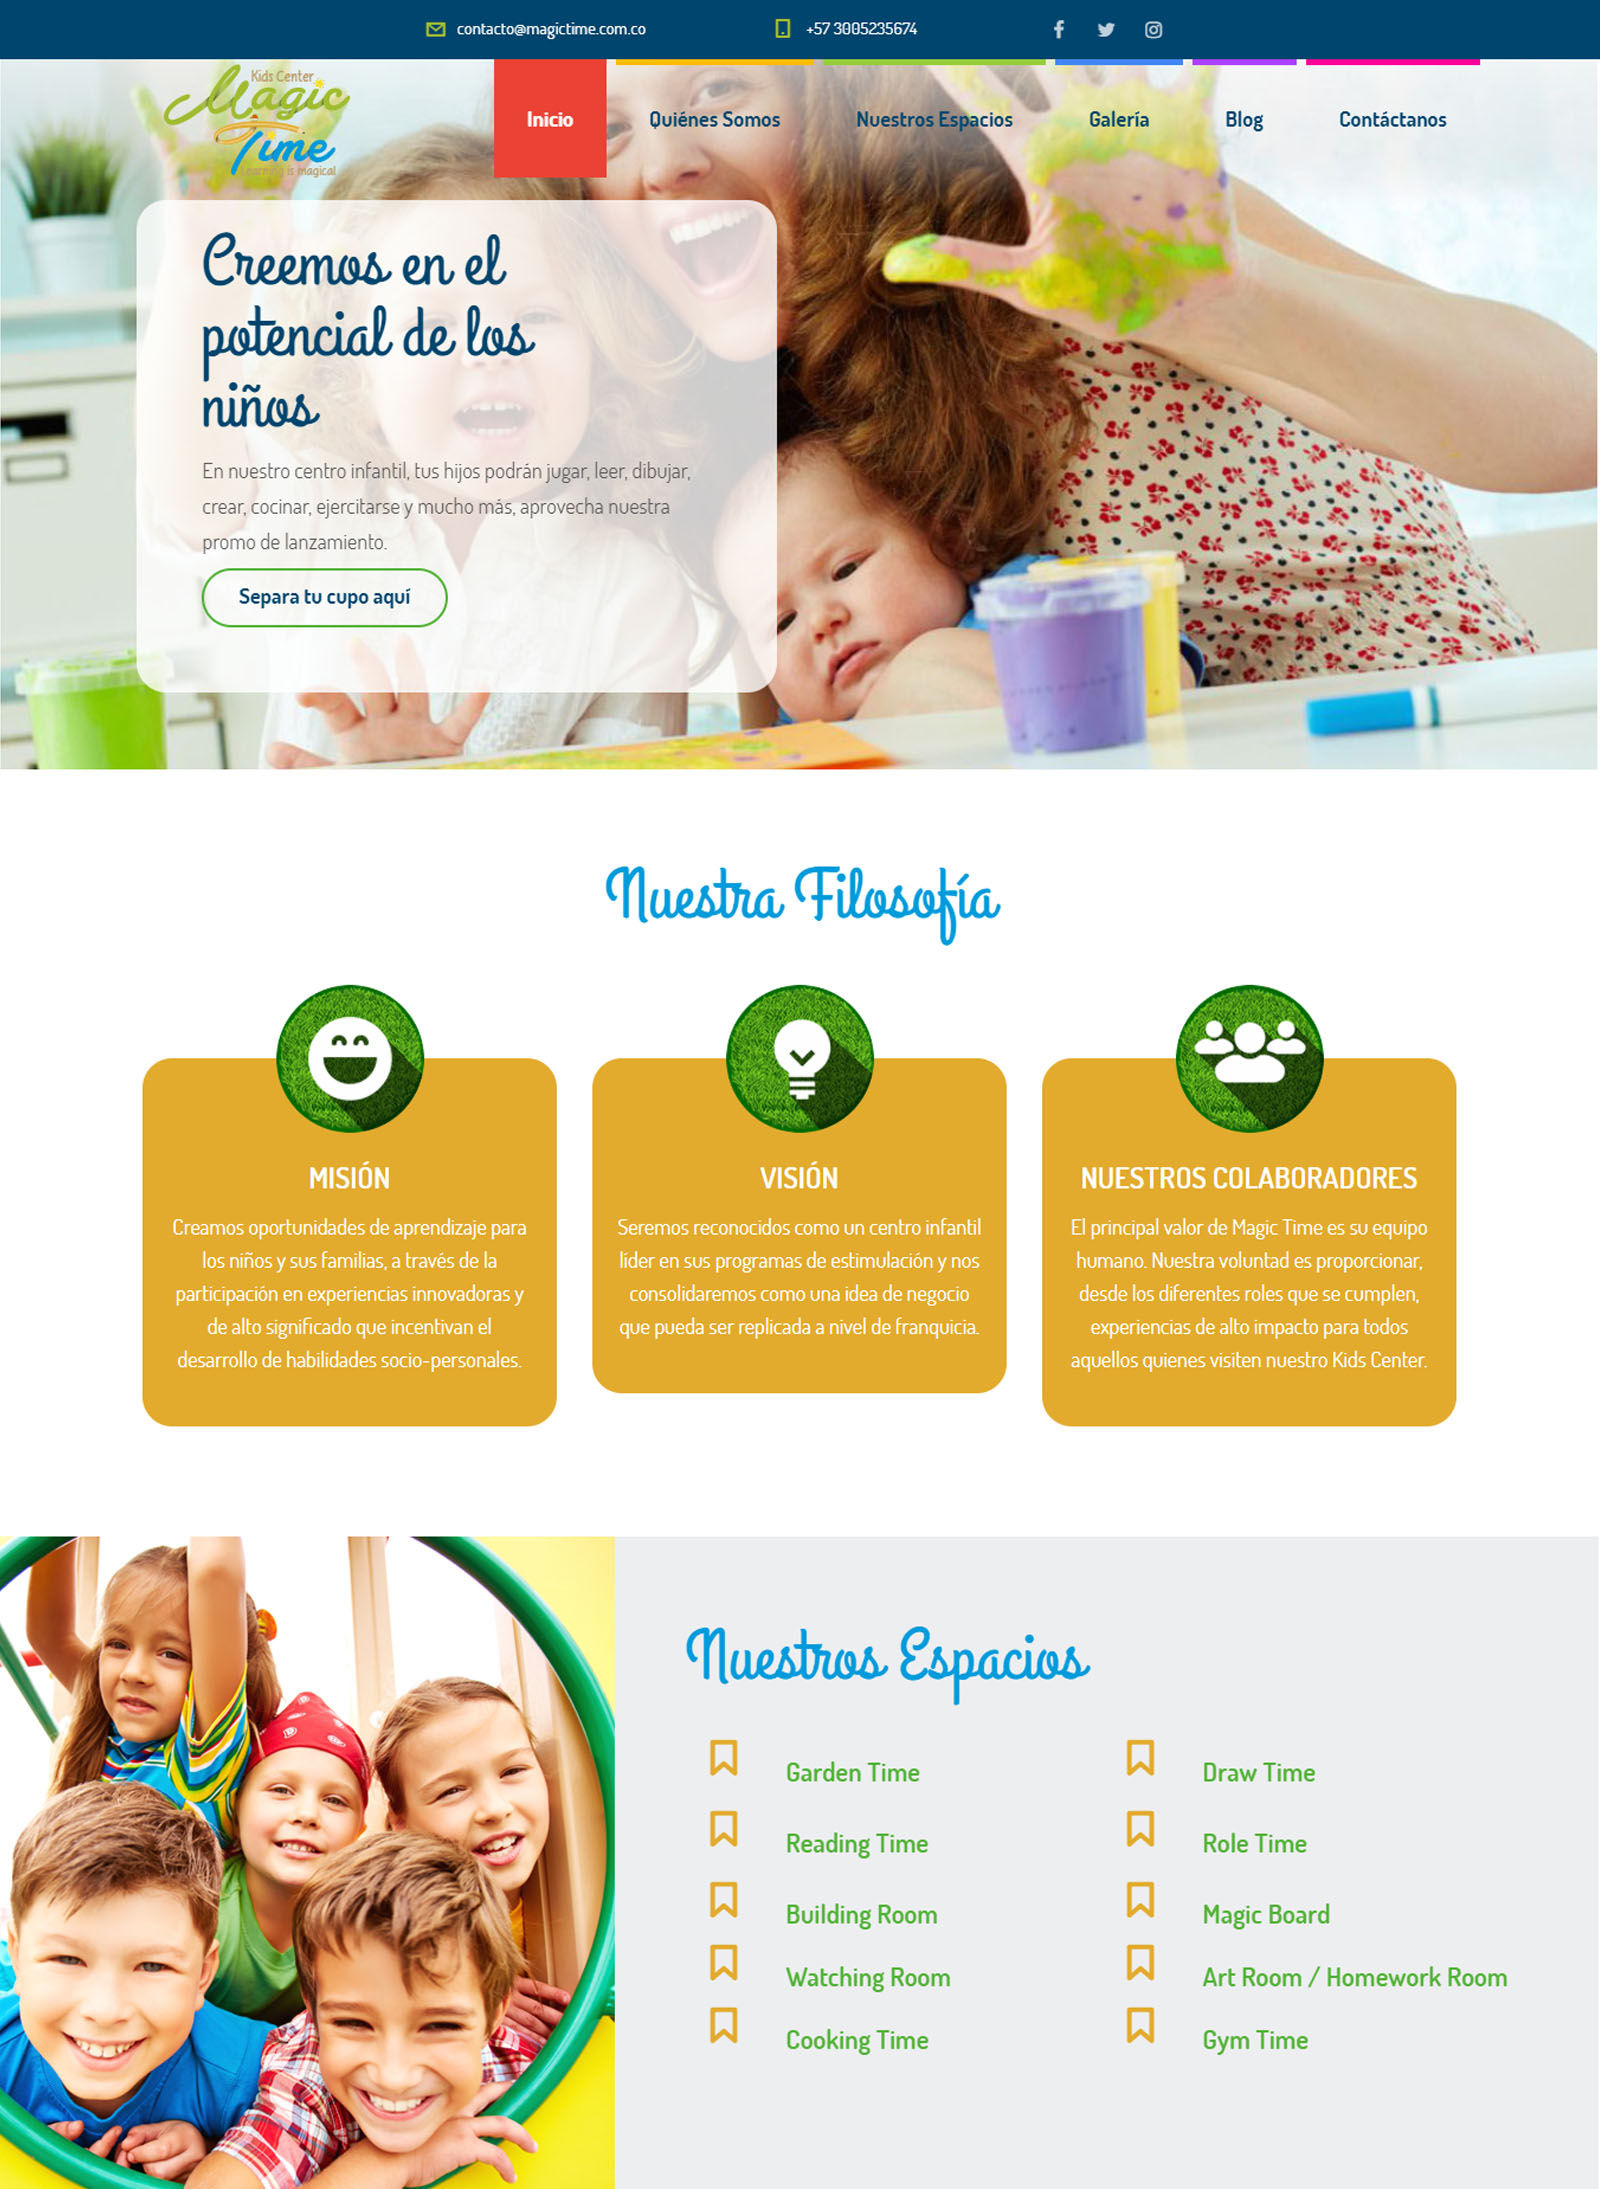 contacto@magictime.com.co
+57 3005235674
Kids Center
Magic
Time
Learning is magical
Inicio
Quiénes Somos
Nuestros Espacios
Galería
Blog
Contáctanos
Creemos en el
potencial de los
niños
En nuestro centro infantil, tus hijos podrán jugar, leer, dibujar,
crear, cocinar, ejercitarse y mucho más, aprovecha nuestra
promo de lanzamiento.
Separa tu cupo aquí
Nuestra Filosofía
MISIÓN
Creamos oportunidades de aprendizaje para
los niños y sus familias, a través de la
participación en experiencias innovadoras y
de alto significado que incentivan el
desarrollo de habilidades socio-personales.
VISIÓN
Seremos reconocidos como un centro infantil
líder en sus programas de estimulación y nos
consolidaremos como una idea de negocio
que pueda ser replicada a nivel de franquicia.
NUESTROS COLABORADORES
El principal valor de Magic Time es su equipo
humano. Nuestra voluntad es proporcionar,
desde los diferentes roles que se cumplen,
experiencias de alto impacto para todos
aquellos quienes visiten nuestro Kids Center.
Nuestros Espacios
Garden Time
Reading Time
Building Room
Watching Room
Cooking Time
Draw Time
Role Time
Magic Board
Art Room / Homework Room
Gym Time